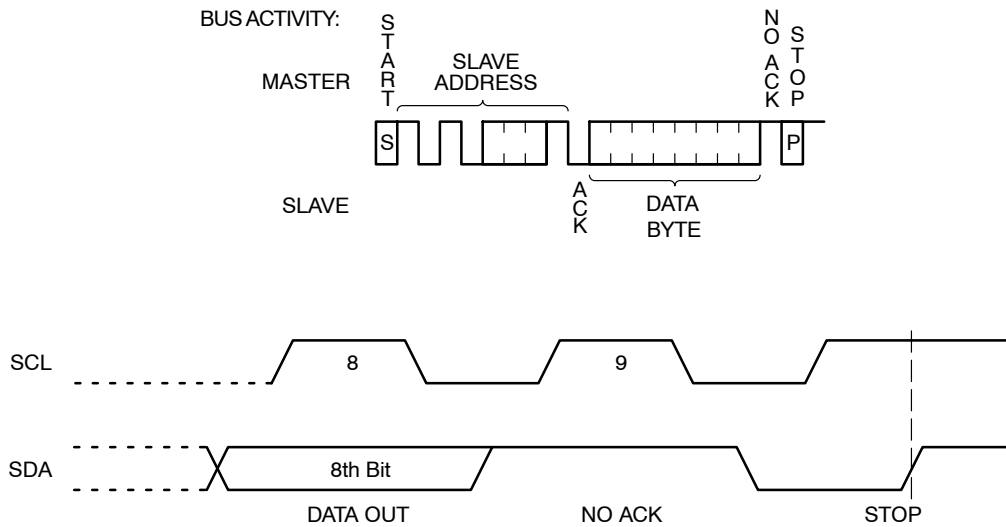 BUS ACTIVITY:
START
NO ACK
STOP
MASTER
SLAVE
ADDRESS
S
P
SLAVE
ACK
DATA
BYTE
SCL
8
9
SDA
8th Bit
DATA OUT
NO ACK
STOP